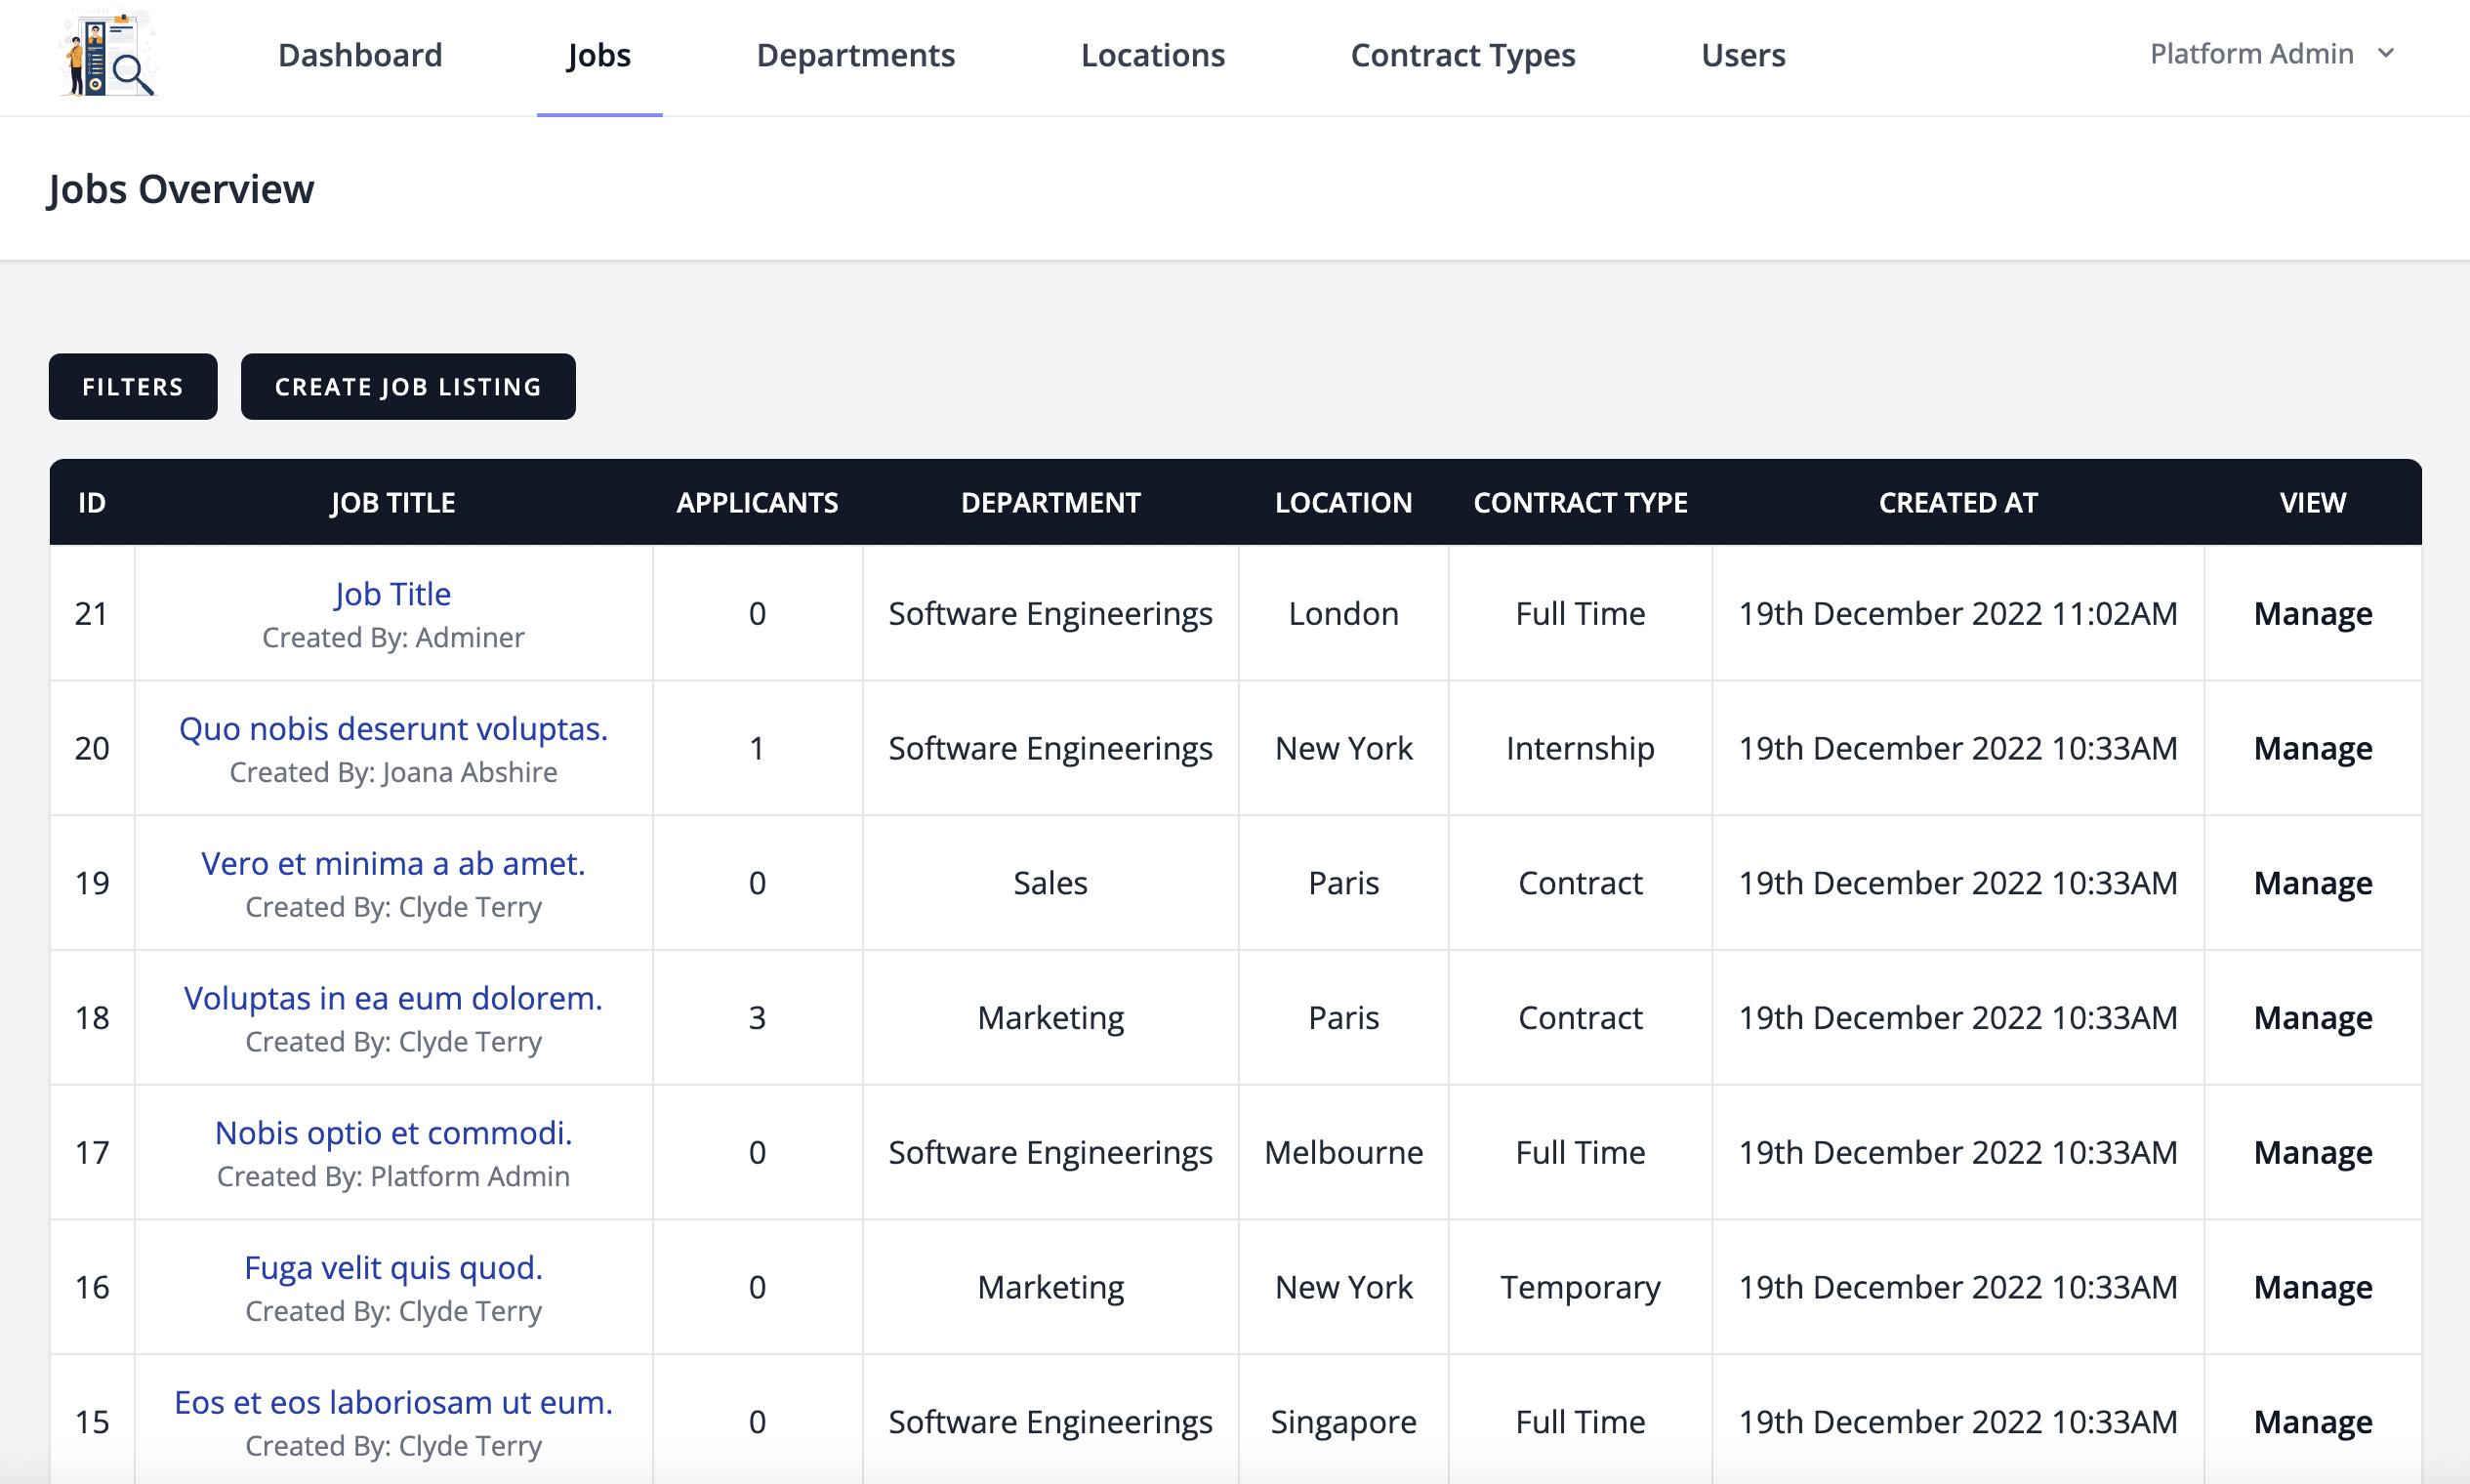 Dashboard Jobs Departments Locations Contract Types Users Platform Admin
Jobs Overview
FILTERS CREATE JOB LISTING
ID JOB TITLE APPLICANTS DEPARTMENT LOCATION CONTRACT TYPE CREATED AT VIEW
Job Title
21 0 Software Engineerings London Full Time 19th December 2022 11:02AM Manage
Created By: Adminer
Quo nobis deserunt voluptas.
20 1 Software Engineerings New York Internship 19th December 2022 10:33AM Manage
Created By: Joana Abshire
Vero et minima a ab amet.
19 0 Sales Paris Contract 19th December 2022 10:33AM Manage
Created By: Clyde Terry
Voluptas in ea eum dolorem.
18 3 Marketing Paris Contract 19th December 2022 10:33AM Manage
Created By: Clyde Terry
Nobis optio et commodi.
17 0 Software Engineerings Melbourne Full Time 19th December 2022 10:33AM Manage
Created By: Platform Admin
Fuga velit quis quod.
16 0 Marketing New York Temporary 19th December 2022 10:33AM Manage
Created By: Clyde Terry
Eos et eos laboriosam ut eum.
15 0 Software Engineerings Singapore Full Time 19th December 2022 10:33AM Manage
Created By: Clyde Terry